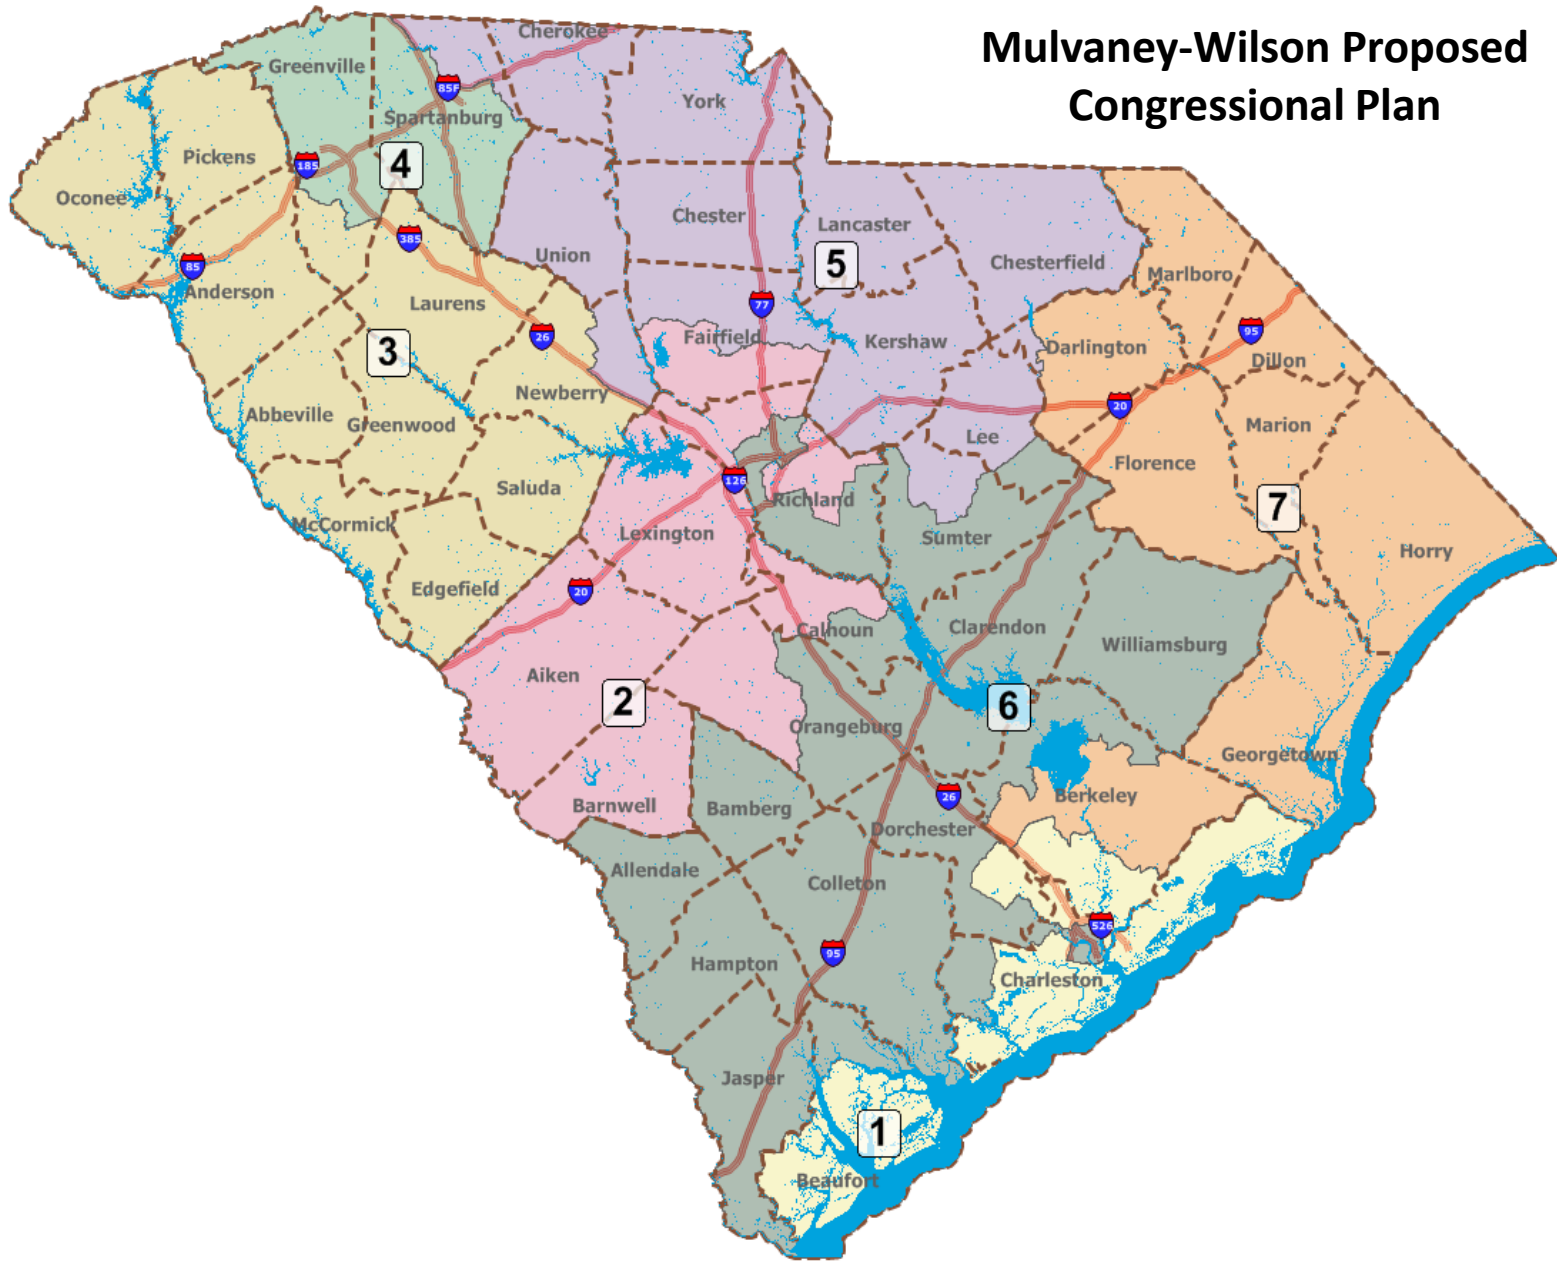 Mulvaney-Wilson Proposed
Congressional Plan
Cherokee
Greenville
85F
York
Spartanburg
Pickens
185
4
Oconee
Chester
Lancaster
385
Union
5
Chesterfield
85
Marlboro
Anderson
Laurens
77
26
95
3
Fairfield
Kershaw
Darlington
Dillon
Newberry
20
Abbeville
Greenwood
Marion
Lee
Florence
126
Saluda
Richland
7
McCormick
Lexington
Sumter
Horry
20
Edgefield
Calhoun
Clarendon
Williamsburg
Aiken
2
6
Orangeburg
Georgetown
26
Berkeley
Barnwell
Bamberg
Dorchester
Allendale
Colleton
526
95
Hampton
Charleston
Jasper
1
Beaufort